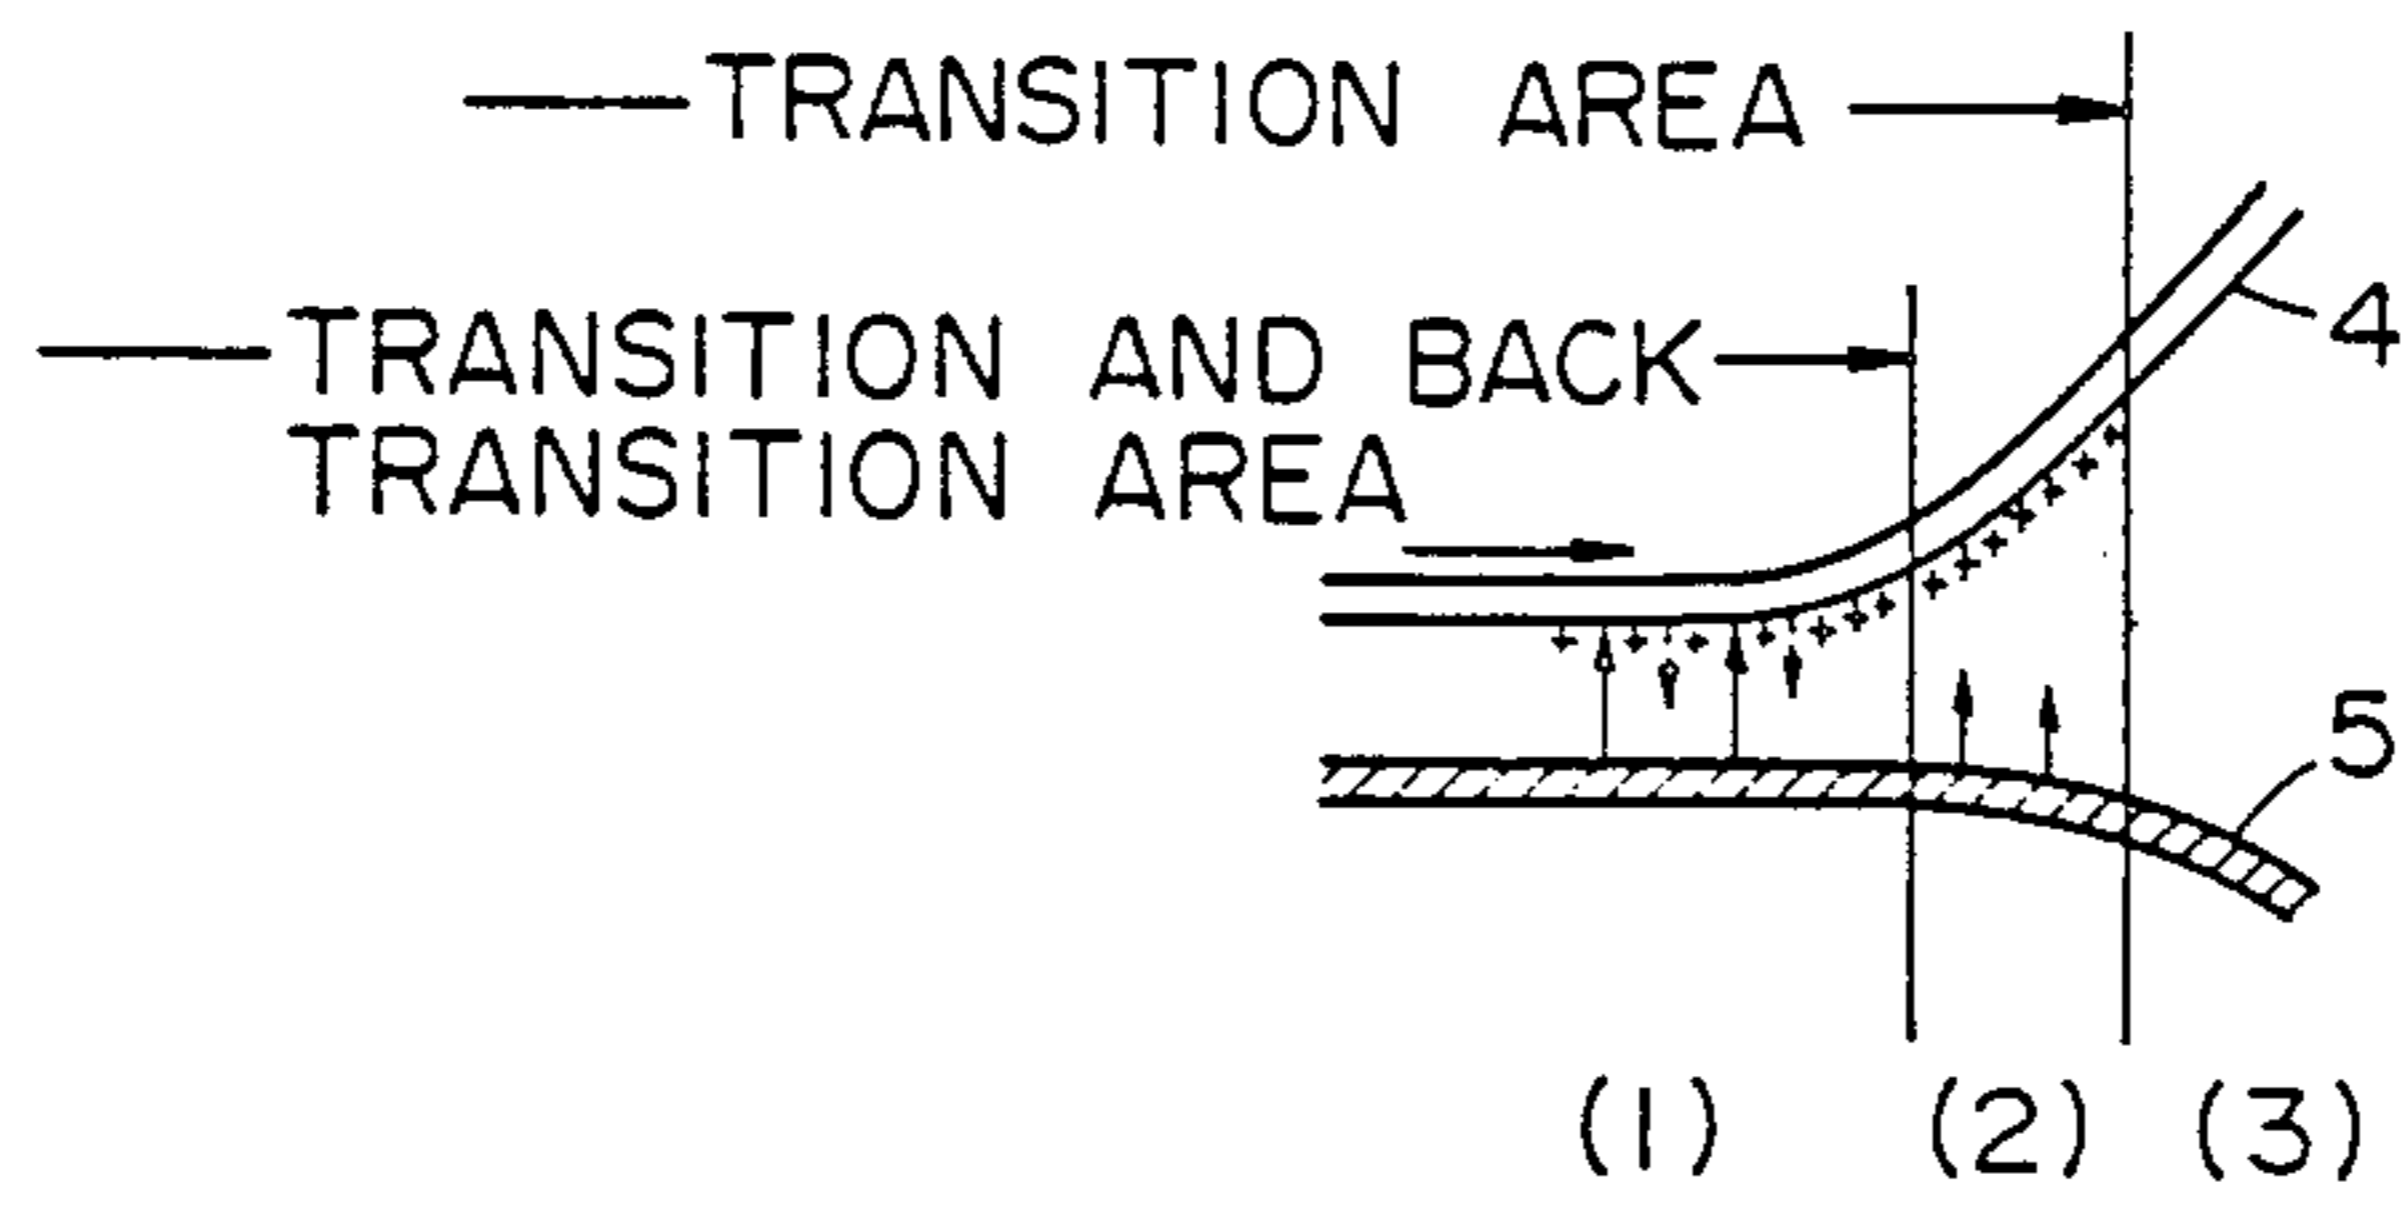 TRANSITION AREA
TRANSITION AND BACK
TRANSITION AREA
4
5
(1) (2) (3)